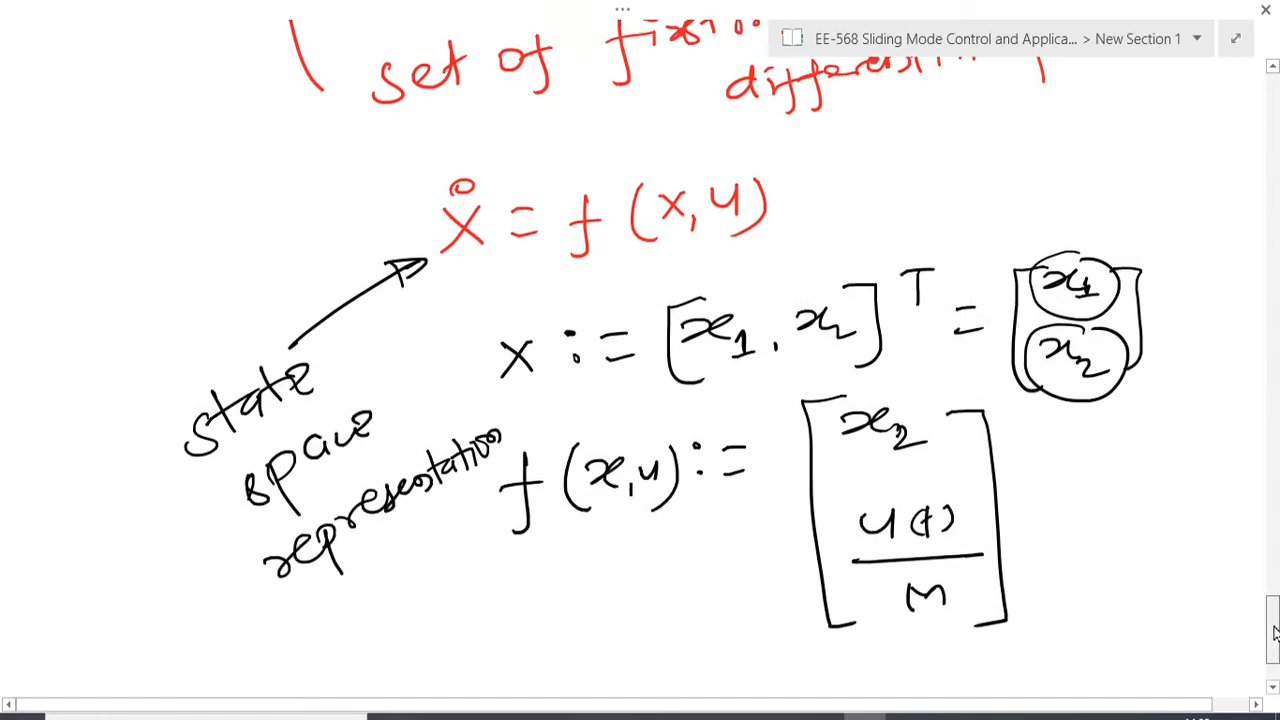 EE-568 Sliding Mode Control and Applica... > New Section 1
set of first
ẋ = f (x, u)
x := [x1, x2]ᵀ = [x1
x2]
state
space
representation
f (x, u) := [x2
u(t)
/ M]